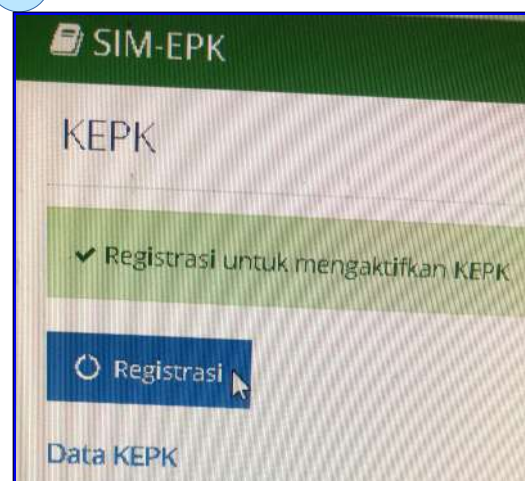 SIM-EPK
KEPK
Registrasi untuk mengaktifkan KEPK
Registrasi
Data KEPK